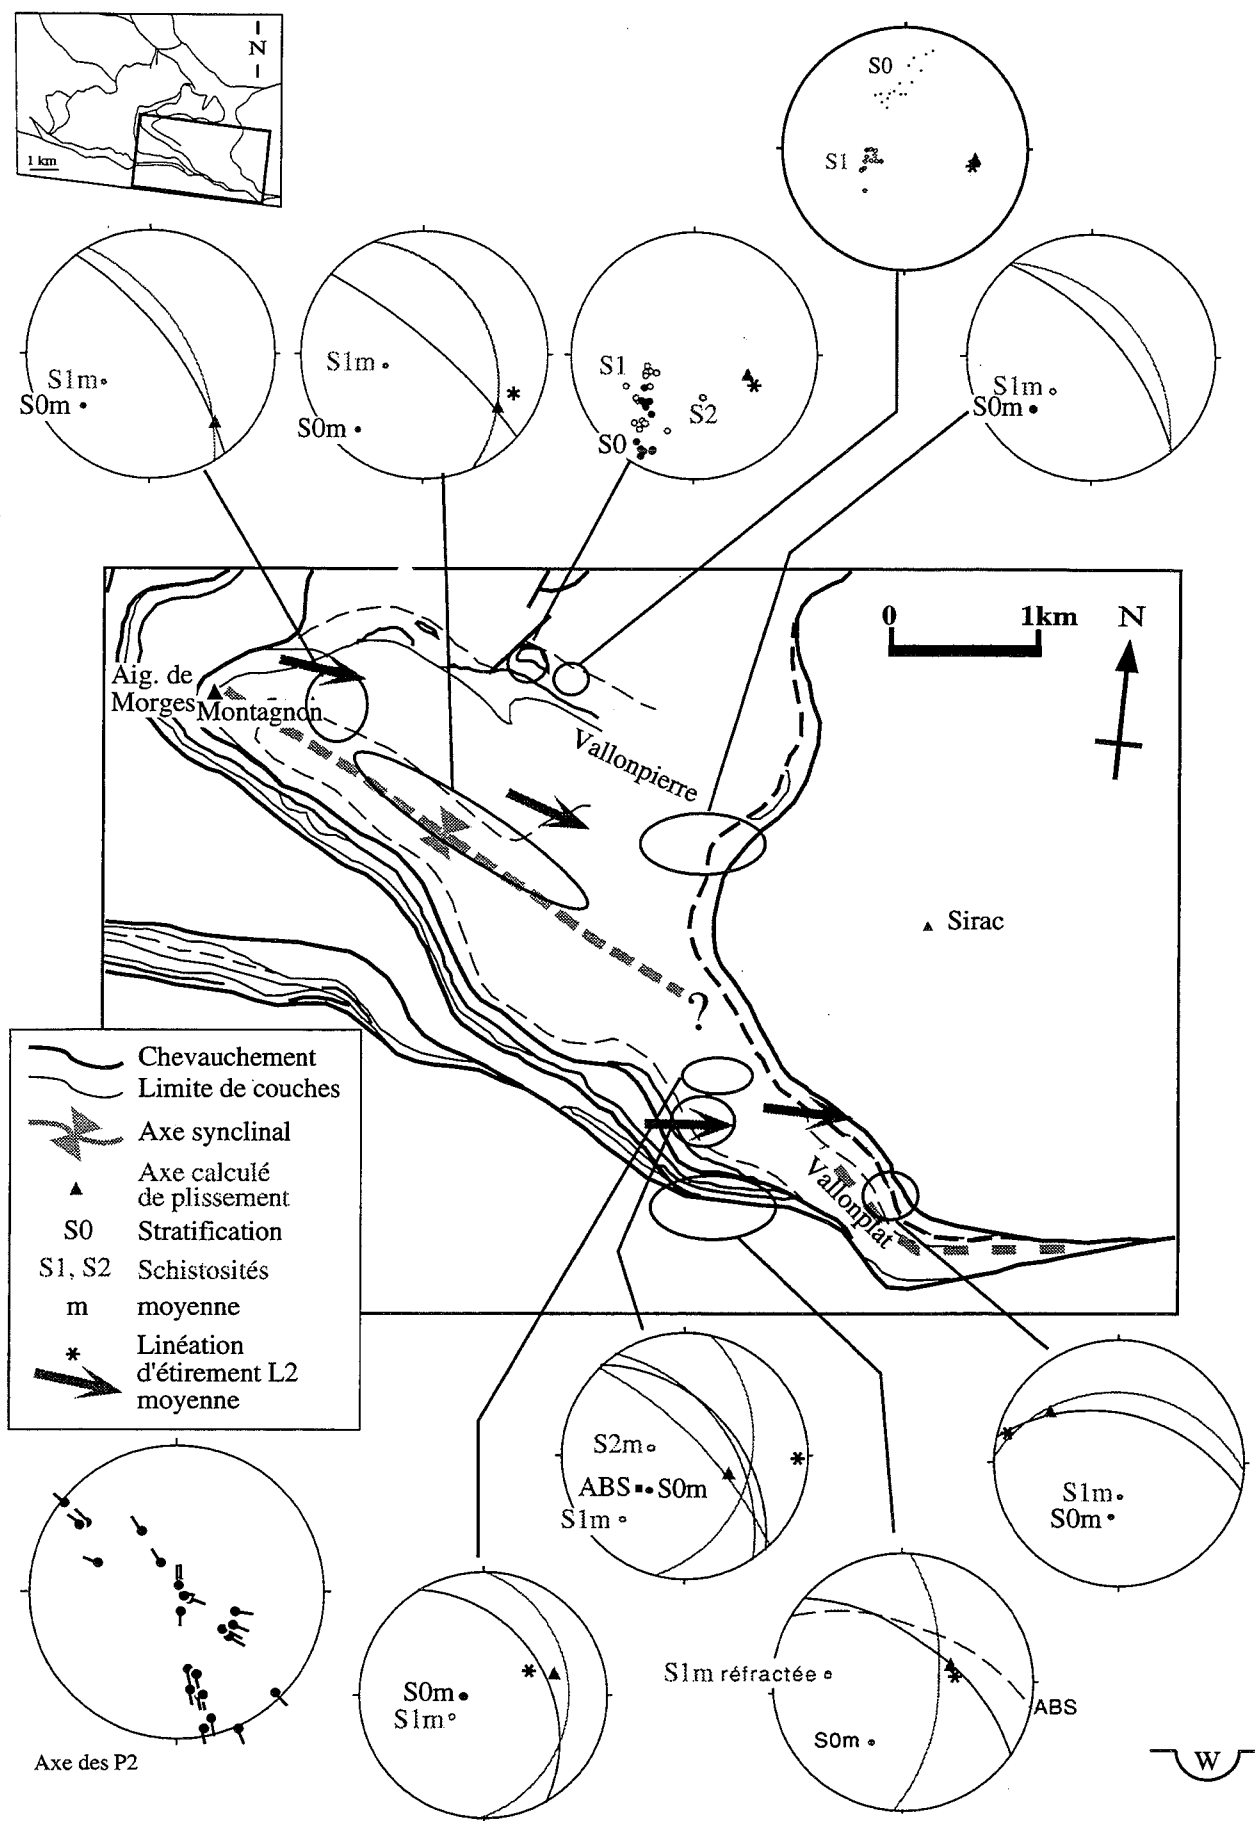 N
1 km
S0
S1
S1m
S0m
S1m
S0m
S1
S2
S0
S1m
S0m
0 1km
N
Aig. de
Morges
Montagnon
Vallonpierre
Sirac
?
Vallonplat
Chevauchement
Limite de couches
Axe synclinal
Axe calculé
de plissement
S0 Stratification
S1, S2 Schistosités
m moyenne
* Linéation
d'étirement L2
moyenne
S2m
ABS S0m
S1m
S1m
S0m
S0m
S1m
S1m réfractée
ABS
S0m
Axe des P2
W